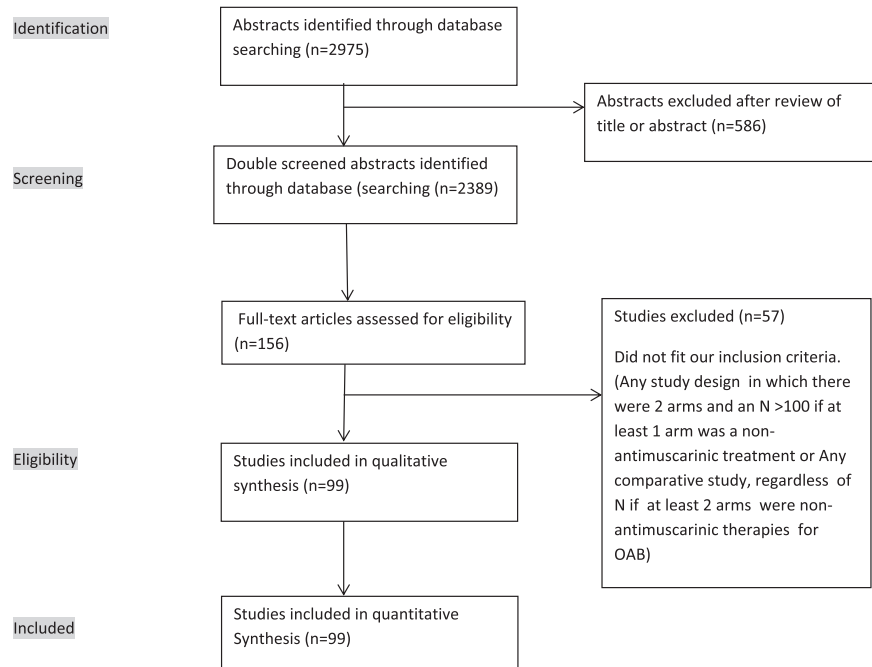 Identification
Abstracts identified through database
searching (n=2975)
Abstracts excluded after review of
title or abstract (n=586)
Screening
Double screened abstracts identified
through database (searching (n=2389)
Full-text articles assessed for eligibility
(n=156)
Studies excluded (n=57)
Did not fit our inclusion criteria.
(Any study design in which there
were 2 arms and an N >100 if at
least 1 arm was a non-
antimuscarinic treatment or Any
comparative study, regardless of
N if at least 2 arms were non-
antimuscarinic therapies for
OAB)
Eligibility
Studies included in qualitative
synthesis (n=99)
Included
Studies included in quantitative
Synthesis (n=99)